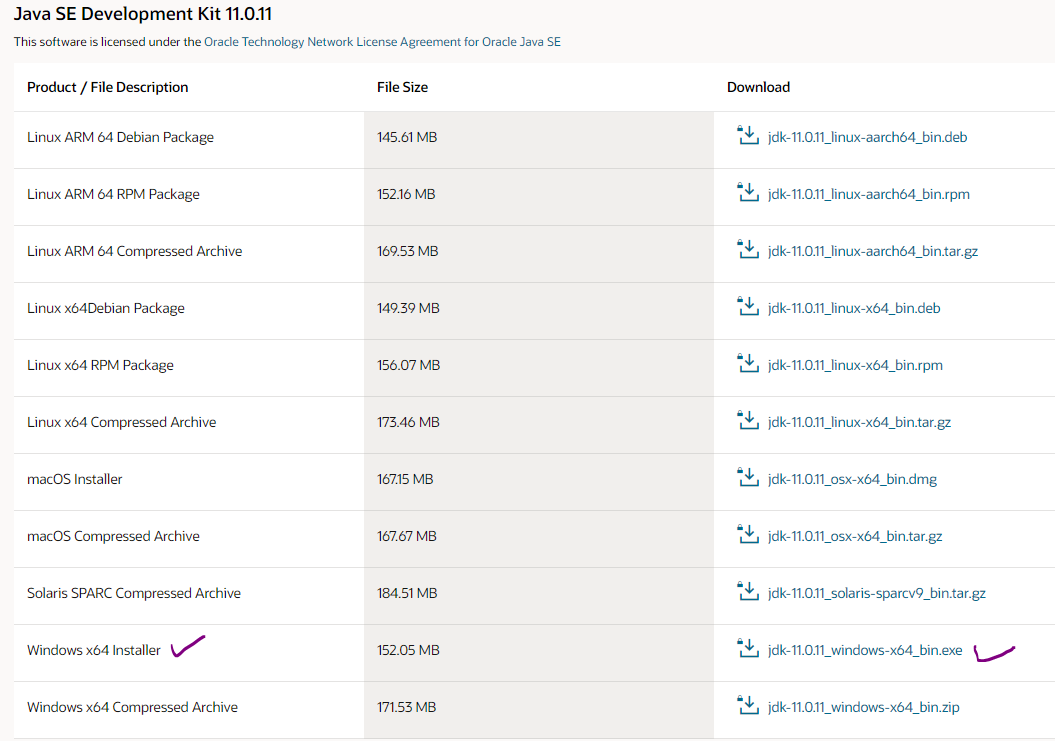 Java SE Development Kit 11.0.11
This software is licensed under the Oracle Technology Network License Agreement for Oracle Java SE
Product / File Description File Size Download
Linux ARM 64 Debian Package 145.61 MB jdk-11.0.11_linux-aarch64_bin.deb
Linux ARM 64 RPM Package 152.16 MB jdk-11.0.11_linux-aarch64_bin.rpm
Linux ARM 64 Compressed Archive 169.53 MB jdk-11.0.11_linux-aarch64_bin.tar.gz
Linux x64Debian Package 149.39 MB jdk-11.0.11_linux-x64_bin.deb
Linux x64 RPM Package 156.07 MB jdk-11.0.11_linux-x64_bin.rpm
Linux x64 Compressed Archive 173.46 MB jdk-11.0.11_linux-x64_bin.tar.gz
macOS Installer 167.15 MB jdk-11.0.11_osx-x64_bin.dmg
macOS Compressed Archive 167.67 MB jdk-11.0.11_osx-x64_bin.tar.gz
Solaris SPARC Compressed Archive 184.51 MB jdk-11.0.11_solaris-sparcv9_bin.tar.gz
Windows x64 Installer 152.05 MB jdk-11.0.11_windows-x64_bin.exe
Windows x64 Compressed Archive 171.53 MB jdk-11.0.11_windows-x64_bin.zip